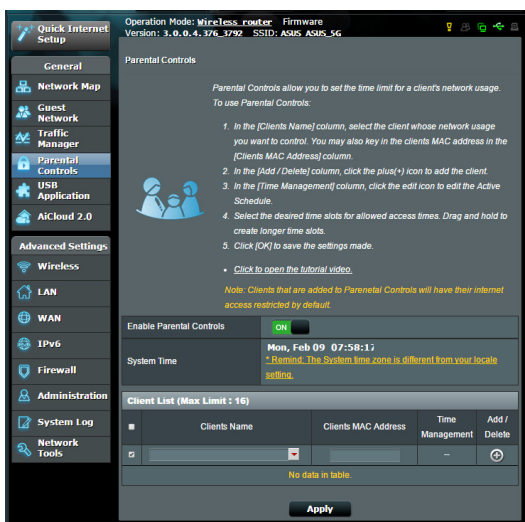 Quick Internet
Setup
General
Network Map
Guest
Network
Traffic
Manager
Parental
Controls
USB
Application
AiCloud 2.0
Advanced Settings
Wireless
LAN
WAN
IPv6
Firewall
Administration
System Log
Network
Tools
Operation Mode: Wireless router Firmware
Version: 3.0.0.4.376_3792 SSID: ASUS ASUS_5G
Parental Controls
Parental Controls allow you to set the time limit for a client's network usage.
To use Parental Controls:
1. In the [Clients Name] column, select the client whose network usage
you want to control. You may also key in the clients MAC address in the
[Clients MAC Address] column.
2. In the [Add / Delete] column, click the plus(+) icon to add the client.
3. In the [Time Management] column, click the edit icon to edit the Active
Schedule.
4. Select the desired time slots for allowed access times. Drag and hold to
create longer time slots.
5. Click [OK] to save the settings made.
• Click to open the tutorial video.
Note: Clients that are added to Parenetal Controls will have their internet
access restricted by default.
Enable Parental Controls ON
System Time Mon, Feb 09 07:58:17
* Remind: The System time zone is different from your locale
setting.
Client List (Max Limit : 16)
Clients Name Clients MAC Address Time Management Add / Delete
--
No data in table.
Apply